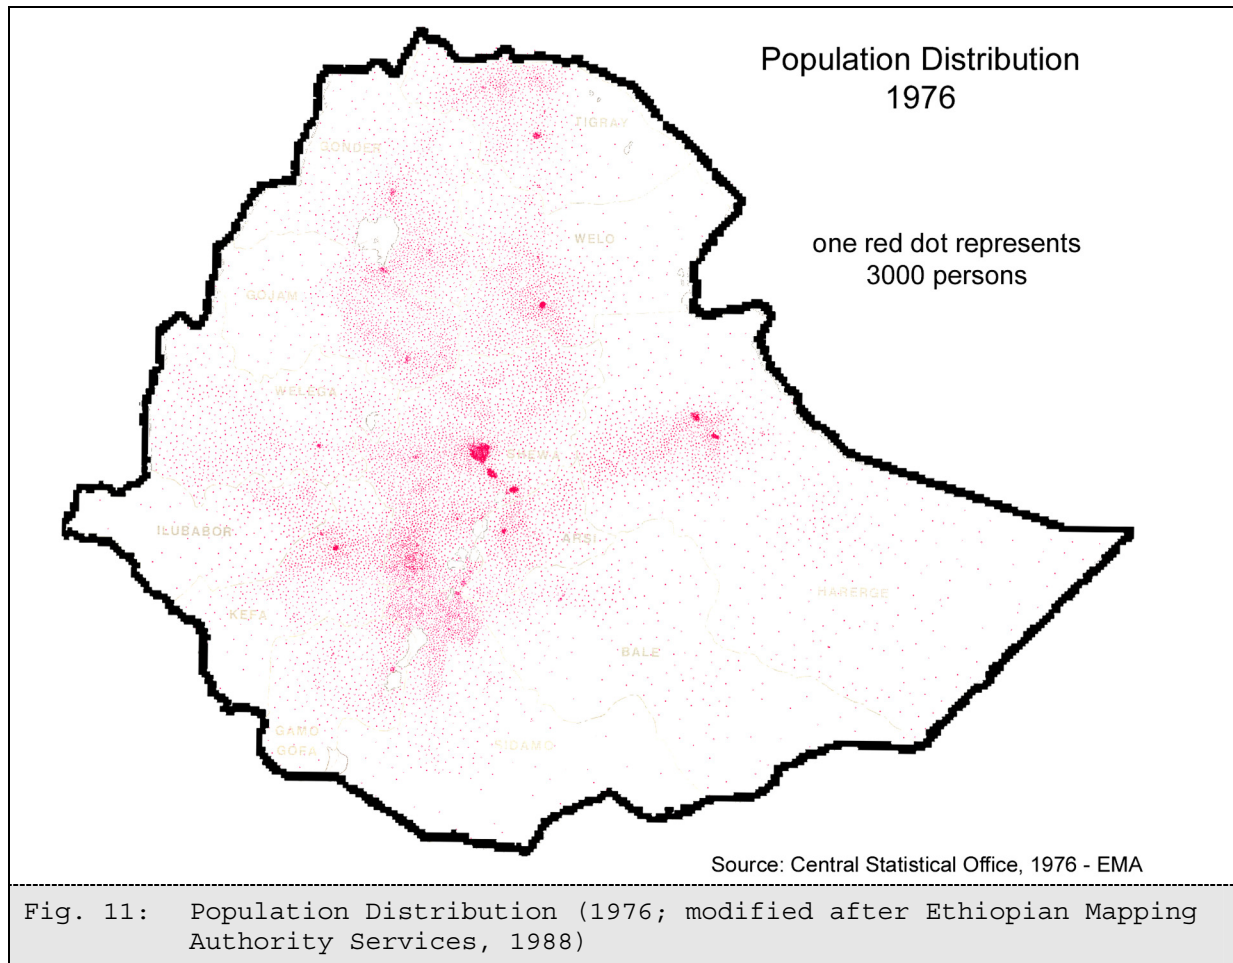 Population Distribution
1976
TIGRAY
GONDER
WELO
one red dot represents
3000 persons
GOJAM
WELEGA
SHEWA
ILUBABOR
ARSI
HARERGE
KEFA
BALE
GAMO
GOFA
SIDAMO
Source: Central Statistical Office, 1976 - EMA
Fig. 11: Population Distribution (1976; modified after Ethiopian Mapping
Authority Services, 1988)